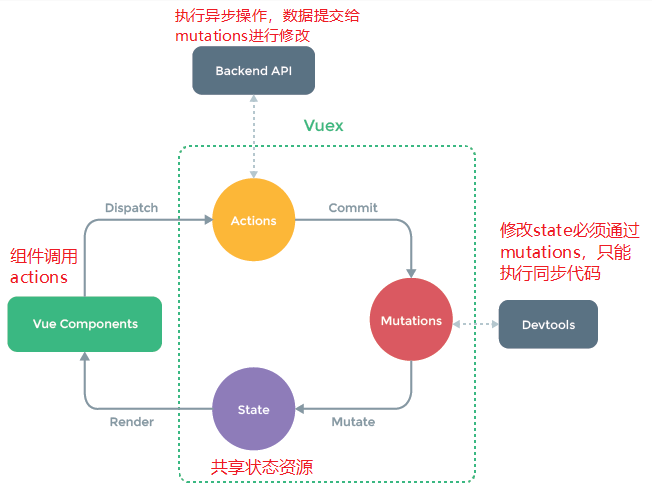 执行异步操作，数据提交给
mutations进行修改
Backend API
Vuex
Dispatch
Actions
Commit
组件调用
actions
修改state必须通过
mutations，只能
执行同步代码
Vue Components
Mutations
Devtools
State
Render
Mutate
共享状态资源